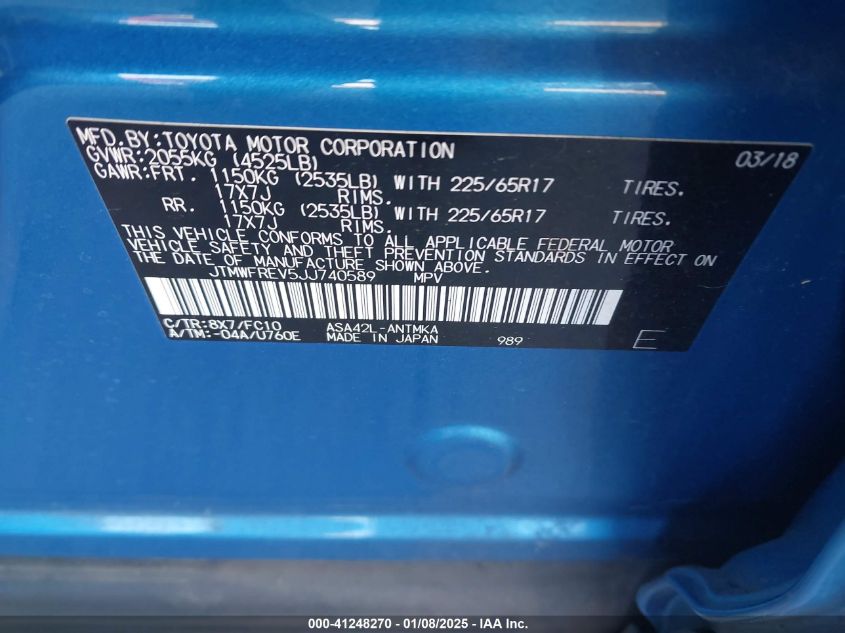 MFD.BY:TOYOTA MOTOR CORPORATION 03/18
GVWR:2055KG (4525LB)
GAWR:FRT. 1150KG (2535LB) WITH 225/65R17 TIRES.
17X7J RIMS.
RR. 1150KG (2535LB) WITH 225/65R17 TIRES.
17X7J RIMS.
THIS VEHICLE CONFORMS TO ALL APPLICABLE FEDERAL MOTOR
VEHICLE SAFETY AND THEFT PREVENTION STANDARDS IN EFFECT ON
THE DATE OF MANUFACTURE SHOWN ABOVE.
JTMWFREV5JJ740589 MPV
C/TR:8X7/FC10 ASA42L-ANTMKA
A/TM:-04A/U760E MADE IN JAPAN 989 E
000-41248270 - 01/08/2025 - IAA Inc.